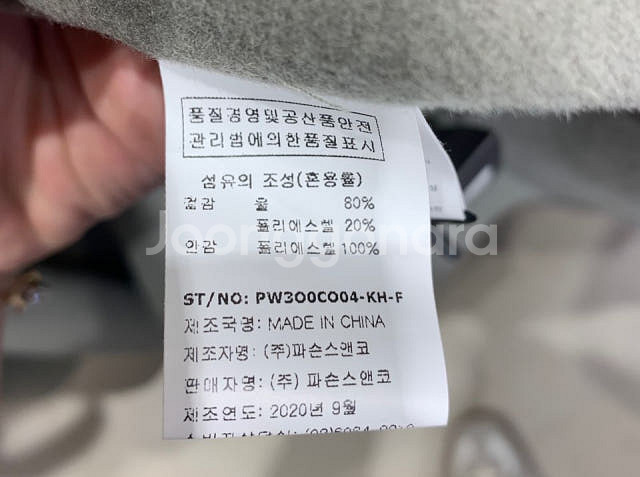 품질경영및공산품안전
관리법에의한품질표시
섬유의 조성(혼용률)
겉감 울 80%
폴리에스텔 20%
안감 폴리에스텔 100%
Joonggonara
ST/NO: PW3O0CO04-KH-F
제조국명: MADE IN CHINA
제조자명: (주)파슨스앤코
판매자명: (주) 파슨스앤코
제조연도: 2020년 9월